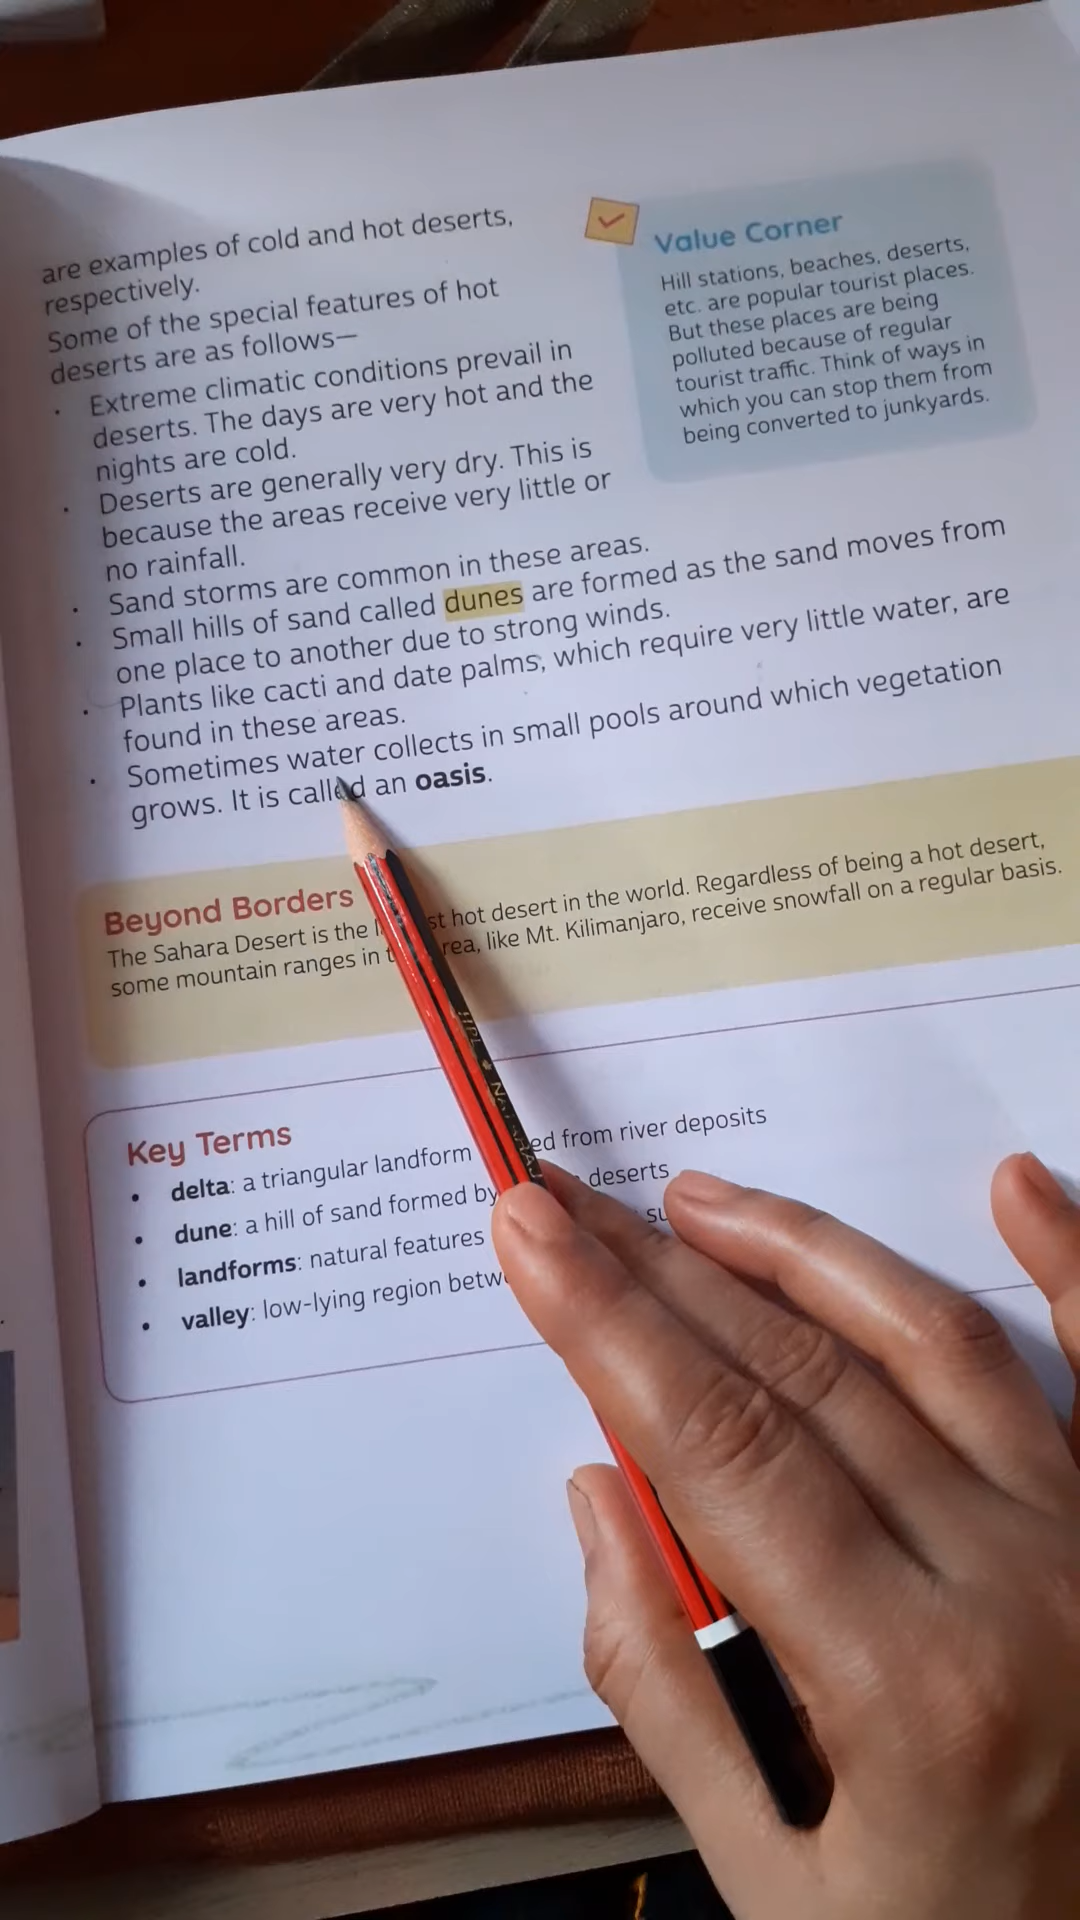 are examples of cold and hot deserts,
respectively.
Some of the special features of hot
deserts are as follows—
• Extreme climatic conditions prevail in
deserts. The days are very hot and the
nights are cold.
• Deserts are generally very dry. This is
because the areas receive very little or
no rainfall.
• Sand storms are common in these areas.
• Small hills of sand called dunes are formed as the sand moves from
one place to another due to strong winds.
• Plants like cacti and date palms, which require very little water, are
found in these areas.
• Sometimes water collects in small pools around which vegetation
grows. It is called an oasis.
Value Corner
Hill stations, beaches, deserts,
etc. are popular tourist places.
But these places are being
polluted because of regular
tourist traffic. Think of ways in
which you can stop them from
being converted to junkyards.
Beyond Borders
The Sahara Desert is the hot desert in the world. Regardless of being a hot desert,
some mountain ranges in like Mt. Kilimanjaro, receive snowfall on a regular basis.
Key Terms
• delta: a triangular landform from river deposits
• dune: a hill of sand formed by deserts
• landforms: natural features
• valley: low-lying region
HPL NATARAJ